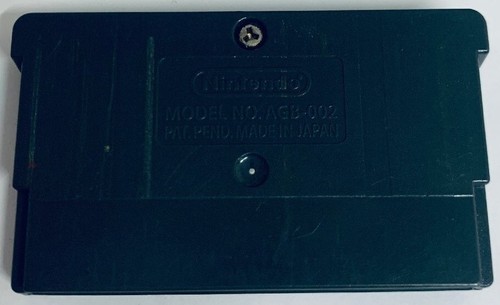 Nintendo
MODEL NO. AGB-002
PAT. PEND. MADE IN JAPAN